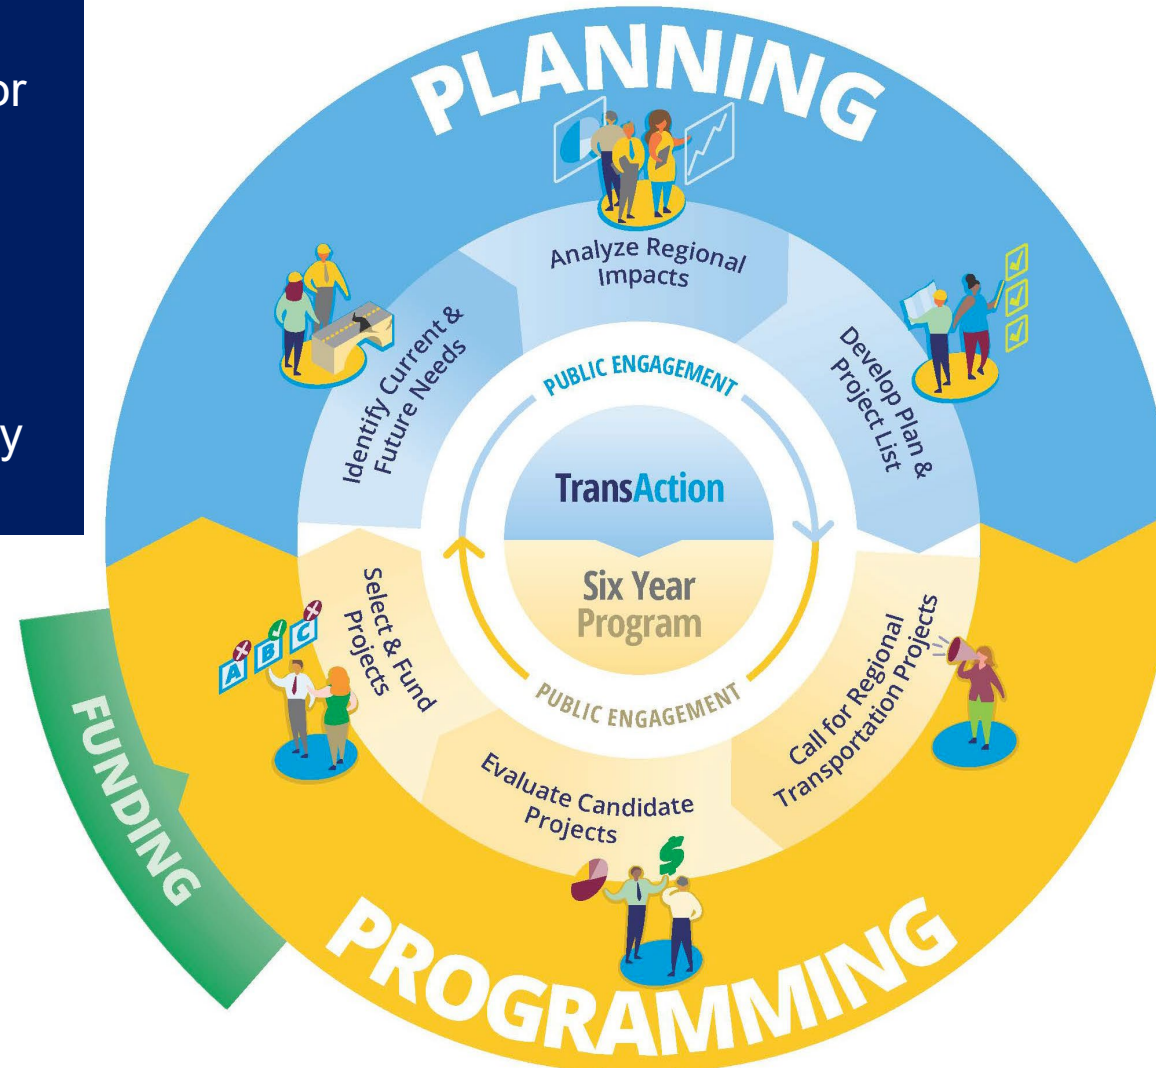 or
y
PLANNING
Analyze Regional
Impacts
Identify Current &
Future Needs
Develop Plan &
Project List
PUBLIC ENGAGEMENT
TransAction
Six Year
Program
PUBLIC ENGAGEMENT
Select & Fund
Projects
A B C
Call for Regional
Transportation Projects
Evaluate Candidate
Projects
$
FUNDING
PROGRAMMING